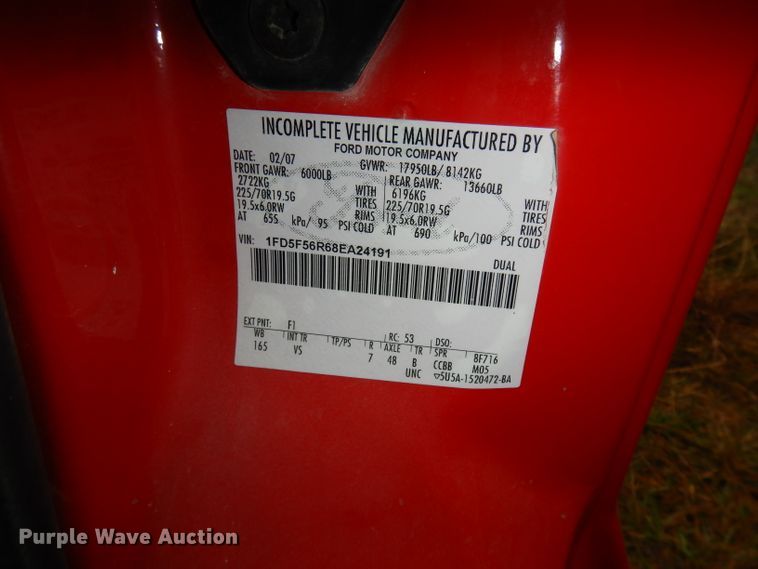 INCOMPLETE VEHICLE MANUFACTURED BY
FORD MOTOR COMPANY
DATE: 02/07 GVWR: 17950LB/ 8142KG
FRONT GAWR: 6000LB REAR GAWR: 13660LB
2722KG WITH 6196KG WITH
225/70R19.5G TIRES 225/70R19.5G TIRES
19.5x6.0RW RIMS 19.5x6.0RW RIMS
AT 655 kPa/ 95 PSI COLD AT 690 kPa/100 PSI COLD
VIN: 1FD5F56R68EA24191 DUAL
EXT PNT: F1 RC: 53 DSO:
WB INT TR TP/PS R AXLE TR SPR 8F716
165 VS 7 48 B CCBB M05
UNC ▽5U5A-1520472-BA
Purple Wave Auction